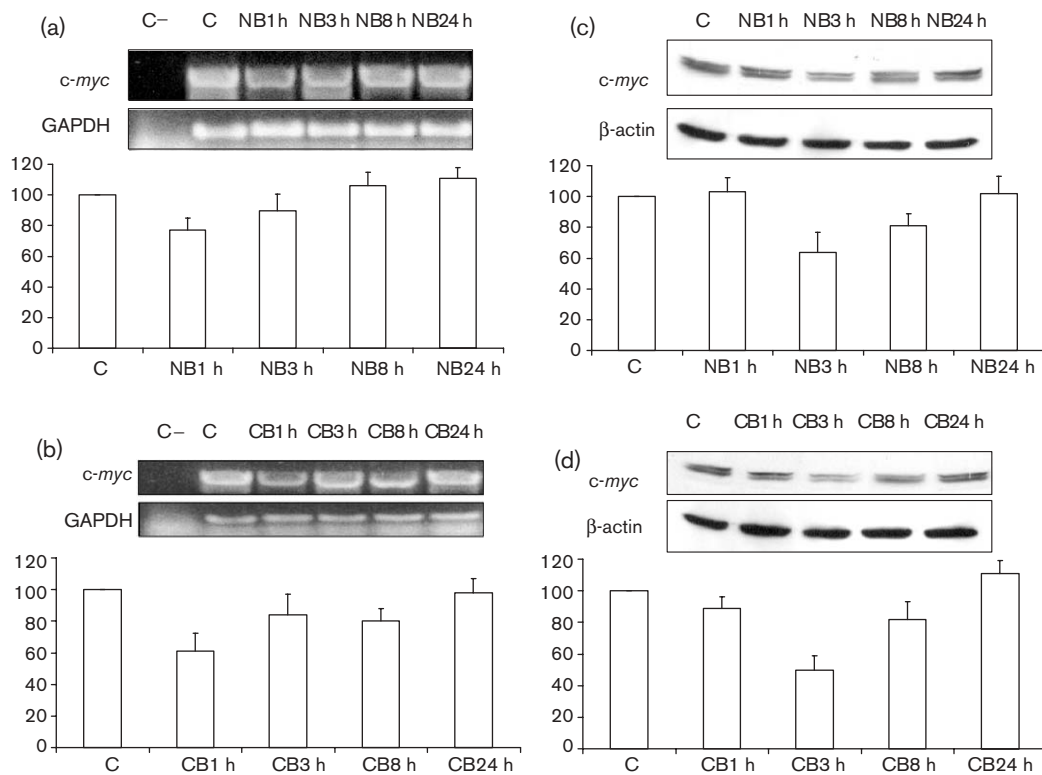 (a)
C– C NB1 h NB3 h NB8 h NB24 h
c-myc
GAPDH
120
100
80
60
40
20
0
C NB1 h NB3 h NB8 h NB24 h
(b)
C– C CB1 h CB3 h CB8 h CB24 h
c-myc
GAPDH
120
100
80
60
40
20
0
C CB1 h CB3 h CB8 h CB24 h
(c)
C NB1 h NB3 h NB8 h NB24 h
c-myc
β-actin
120
100
80
60
40
20
0
C NB1 h NB3 h NB8 h NB24 h
(d)
C CB1 h CB3 h CB8 h CB24 h
c-myc
β-actin
120
100
80
60
40
20
0
C CB1 h CB3 h CB8 h CB24 h